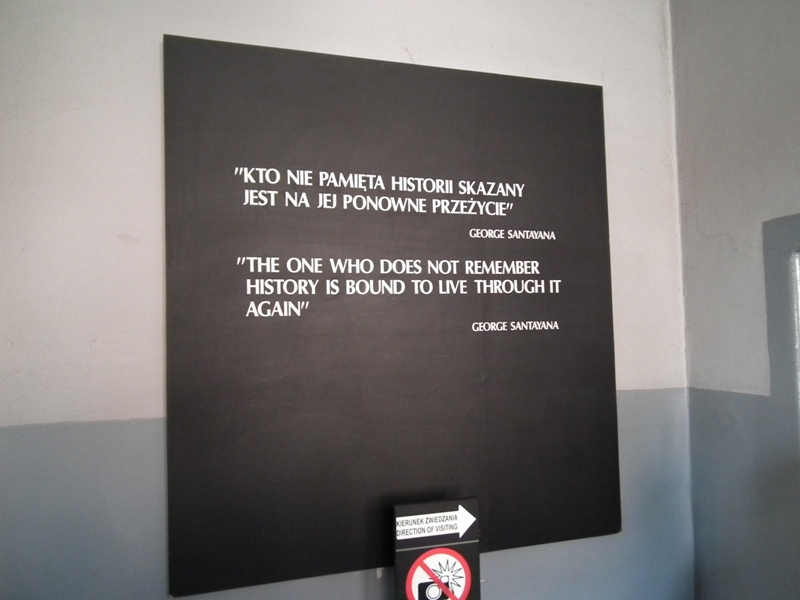 "KTO NIE PAMIĘTA HISTORII SKAZANY
JEST NA JEJ PONOWNE PRZEŻYCIE"
GEORGE SANTAYANA
"THE ONE WHO DOES NOT REMEMBER
HISTORY IS BOUND TO LIVE THROUGH IT
AGAIN"
GEORGE SANTAYANA
KIERUNEK ZWIEDZANIA
DIRECTION OF VISITING